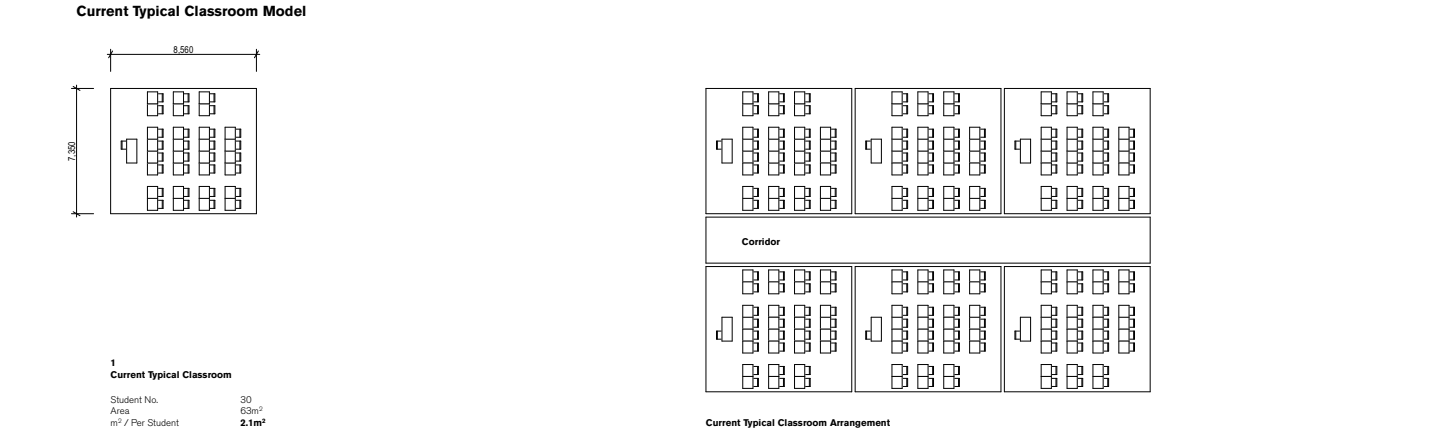 Current Typical Classroom Model
8,560
7,350
Corridor
1
Current Typical Classroom
Student No. 30
Area 63m²
m² / Per Student 2.1m²
Current Typical Classroom Arrangement